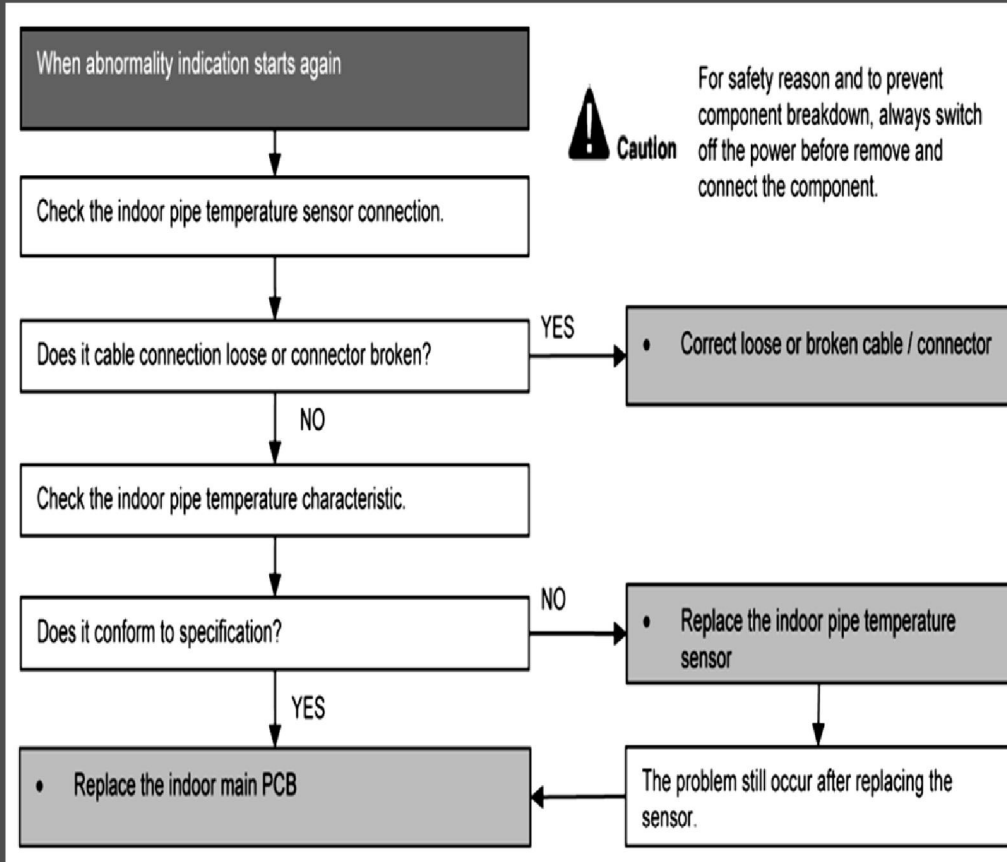 When abnormality indication starts again
For safety reason and to prevent
component breakdown, always switch
off the power before remove and
connect the component.
Caution
Check the indoor pipe temperature sensor connection.
Does it cable connection loose or connector broken?
YES
• Correct loose or broken cable / connector
NO
Check the indoor pipe temperature characteristic.
Does it conform to specification?
NO
• Replace the indoor pipe temperature
sensor
YES
• Replace the indoor main PCB
The problem still occur after replacing the
sensor.